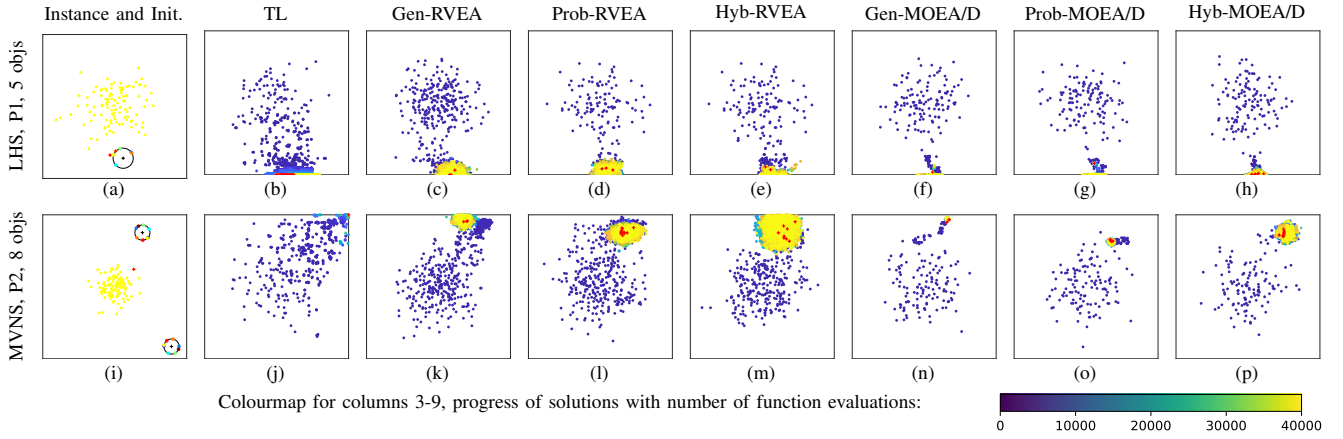 Instance and Init. TL Gen-RVEA Prob-RVEA Hyb-RVEA Gen-MOEA/D Prob-MOEA/D Hyb-MOEA/D
LHS, P1, 5 objs
(a) (b) (c) (d) (e) (f) (g) (h)
MVNS, P2, 8 objs
(i) (j) (k) (l) (m) (n) (o) (p)
Colourmap for columns 3-9, progress of solutions with number of function evaluations:
0 10000 20000 30000 40000